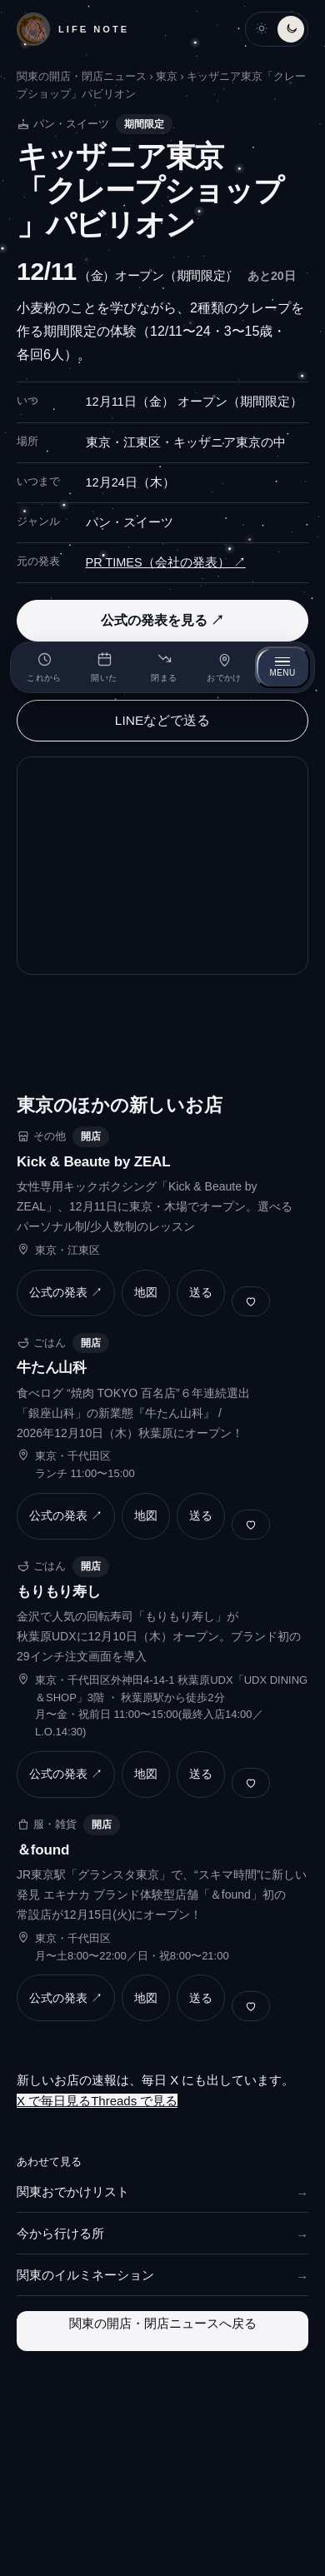 LIFE NOTE
関東の開店・閉店ニュース › 東京 › キッザニア東京「クレー
プショップ」パビリオン
パン・スイーツ 期間限定
キッザニア東京
「クレープショップ
」パビリオン
12/11（金）オープン（期間限定） あと20日
小麦粉のことを学びながら、2種類のクレープを
作る期間限定の体験（12/11〜24・3〜15歳・
各回6人）。
いつ 12月11日（金） オープン（期間限定）
場所 東京・江東区・キッザニア東京の中
いつまで 12月24日（木）
ジャンル パン・スイーツ
元の発表 PR TIMES（会社の発表） ↗
公式の発表を見る ↗
これから 開いた 閉まる おでかけ MENU
LINEなどで送る
東京のほかの新しいお店
その他 開店
Kick & Beaute by ZEAL
女性専用キックボクシング「Kick & Beaute by
ZEAL」、12月11日に東京・木場でオープン。選べる
パーソナル制/少人数制のレッスン
東京・江東区
公式の発表 ↗ 地図 送る
ごはん 開店
牛たん山科
食べログ “焼肉 TOKYO 百名店” 6 年連続選出
「銀座山科」の新業態『牛たん山科』 /
2026年12月10日（木）秋葉原にオープン！
東京・千代田区
ランチ 11:00〜15:00
公式の発表 ↗ 地図 送る
ごはん 開店
もりもり寿し
金沢で人気の回転寿司「もりもり寿し」が
秋葉原UDXに12月10日（木）オープン。ブランド初の
29インチ注文画面を導入
東京・千代田区外神田4-14-1 秋葉原UDX「UDX DINING
＆SHOP」3階 ・ 秋葉原駅から徒歩2分
月〜金・祝前日 11:00〜15:00(最終入店14:00／
L.O.14:30)
公式の発表 ↗ 地図 送る
服・雑貨 開店
＆found
JR東京駅「グランスタ東京」で、“スキマ時間”に新しい
発見 エキナカ ブランド体験型店舗「＆found」初の
常設店が12月15日(火)にオープン！
東京・千代田区
月〜土8:00〜22:00／日・祝8:00〜21:00
公式の発表 ↗ 地図 送る
新しいお店の速報は、毎日 X にも出しています。
X で毎日見るThreads で見る
あわせて見る
関東おでかけリスト →
今から行ける所 →
関東のイルミネーション →
関東の開店・閉店ニュースへ戻る